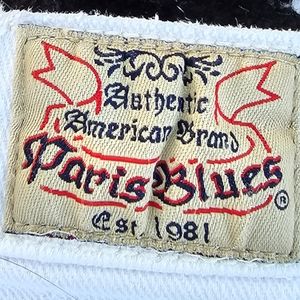 Authentic
American Brand
Paris Blues ®
Est. 1981